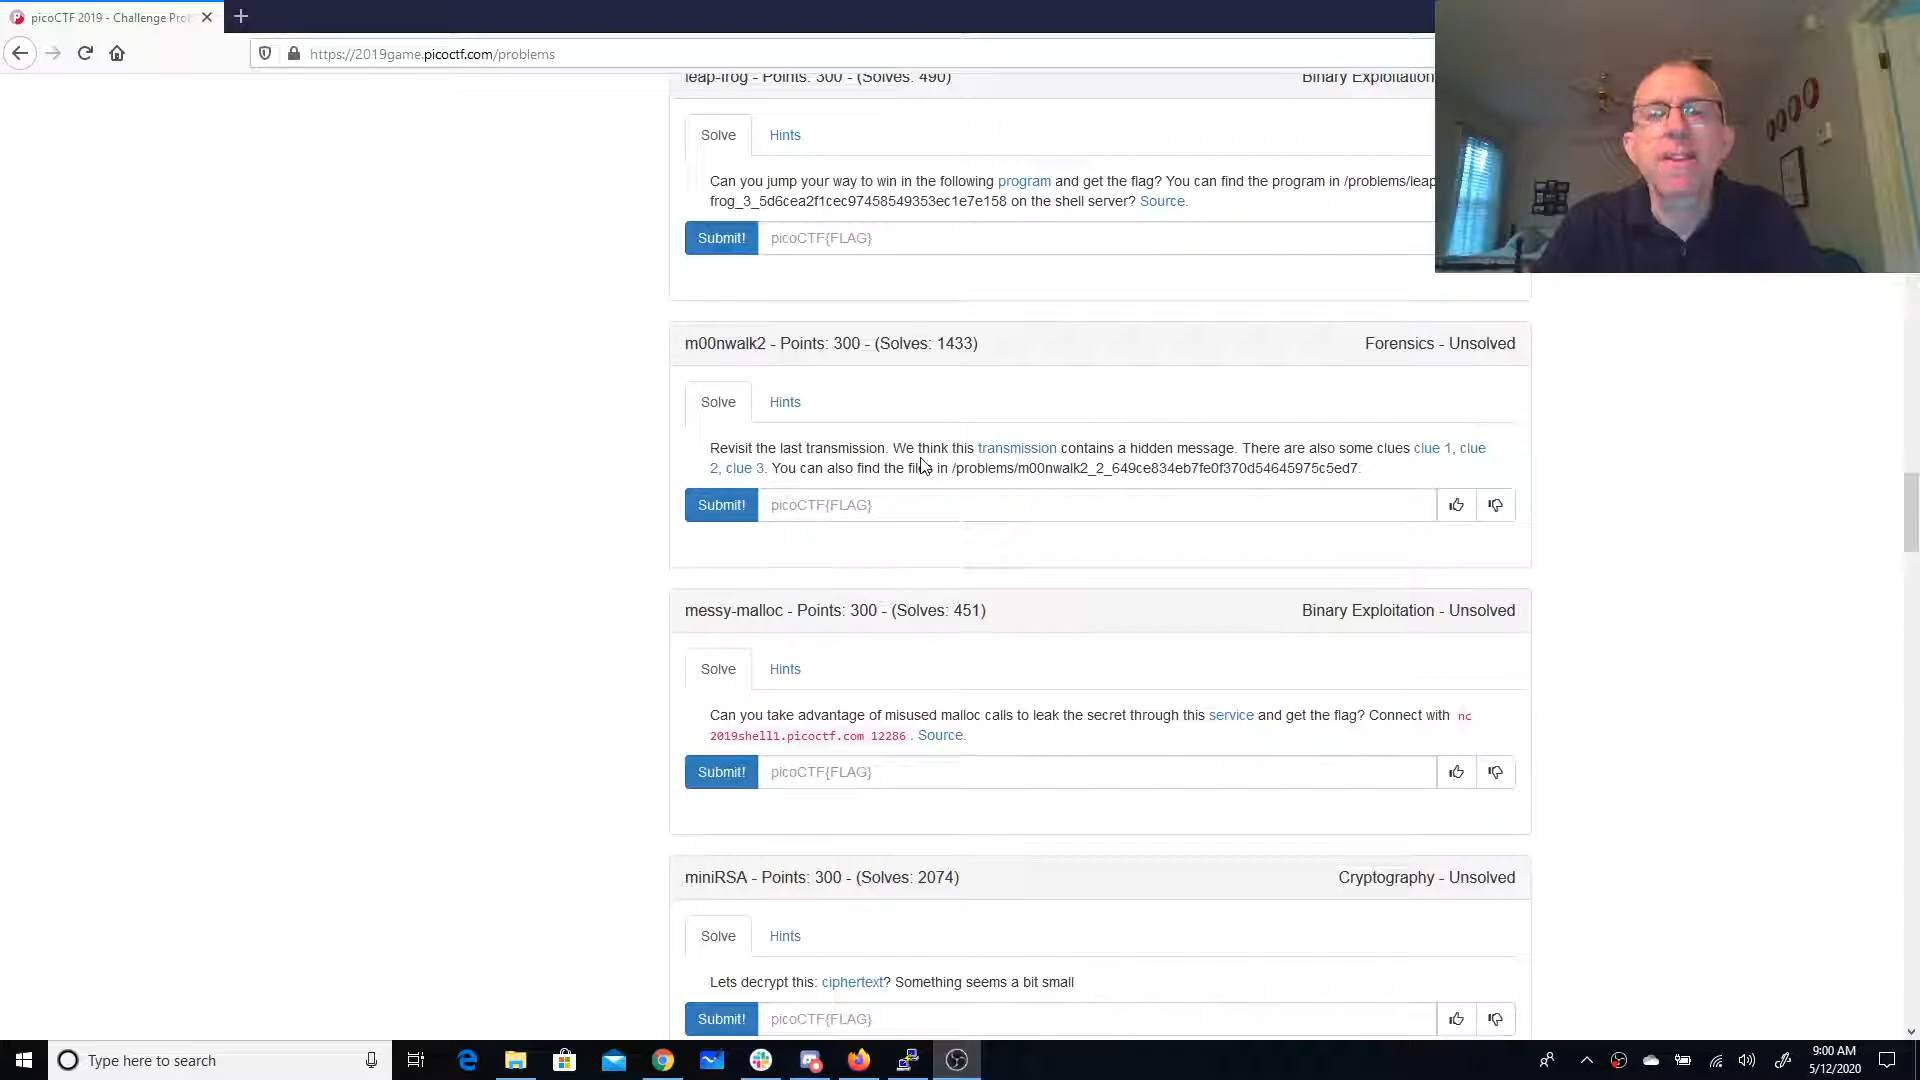 picoCTF 2019 - Challenge Prob
https://2019game.picoctf.com/problems
leap-frog - Points: 300 - (Solves: 490)
Binary Exploitation
Solve
Hints
Can you jump your way to win in the following program and get the flag? You can find the program in /problems/leap
frog_3_5d6cea2f1cec97458549353ec1e7e158 on the shell server? Source.
Submit!
picoCTF{FLAG}
m00nwalk2 - Points: 300 - (Solves: 1433)
Forensics - Unsolved
Solve
Hints
Revisit the last transmission. We think this transmission contains a hidden message. There are also some clues clue 1, clue
2, clue 3. You can also find the files in /problems/m00nwalk2_2_649ce834eb7fe0f370d54645975c5ed7.
Submit!
picoCTF{FLAG}
messy-malloc - Points: 300 - (Solves: 451)
Binary Exploitation - Unsolved
Solve
Hints
Can you take advantage of misused malloc calls to leak the secret through this service and get the flag? Connect with nc
2019shell1.picoctf.com 12286 . Source.
Submit!
picoCTF{FLAG}
miniRSA - Points: 300 - (Solves: 2074)
Cryptography - Unsolved
Solve
Hints
Lets decrypt this: ciphertext? Something seems a bit small
Submit!
picoCTF{FLAG}
Type here to search
9:00 AM
5/12/2020